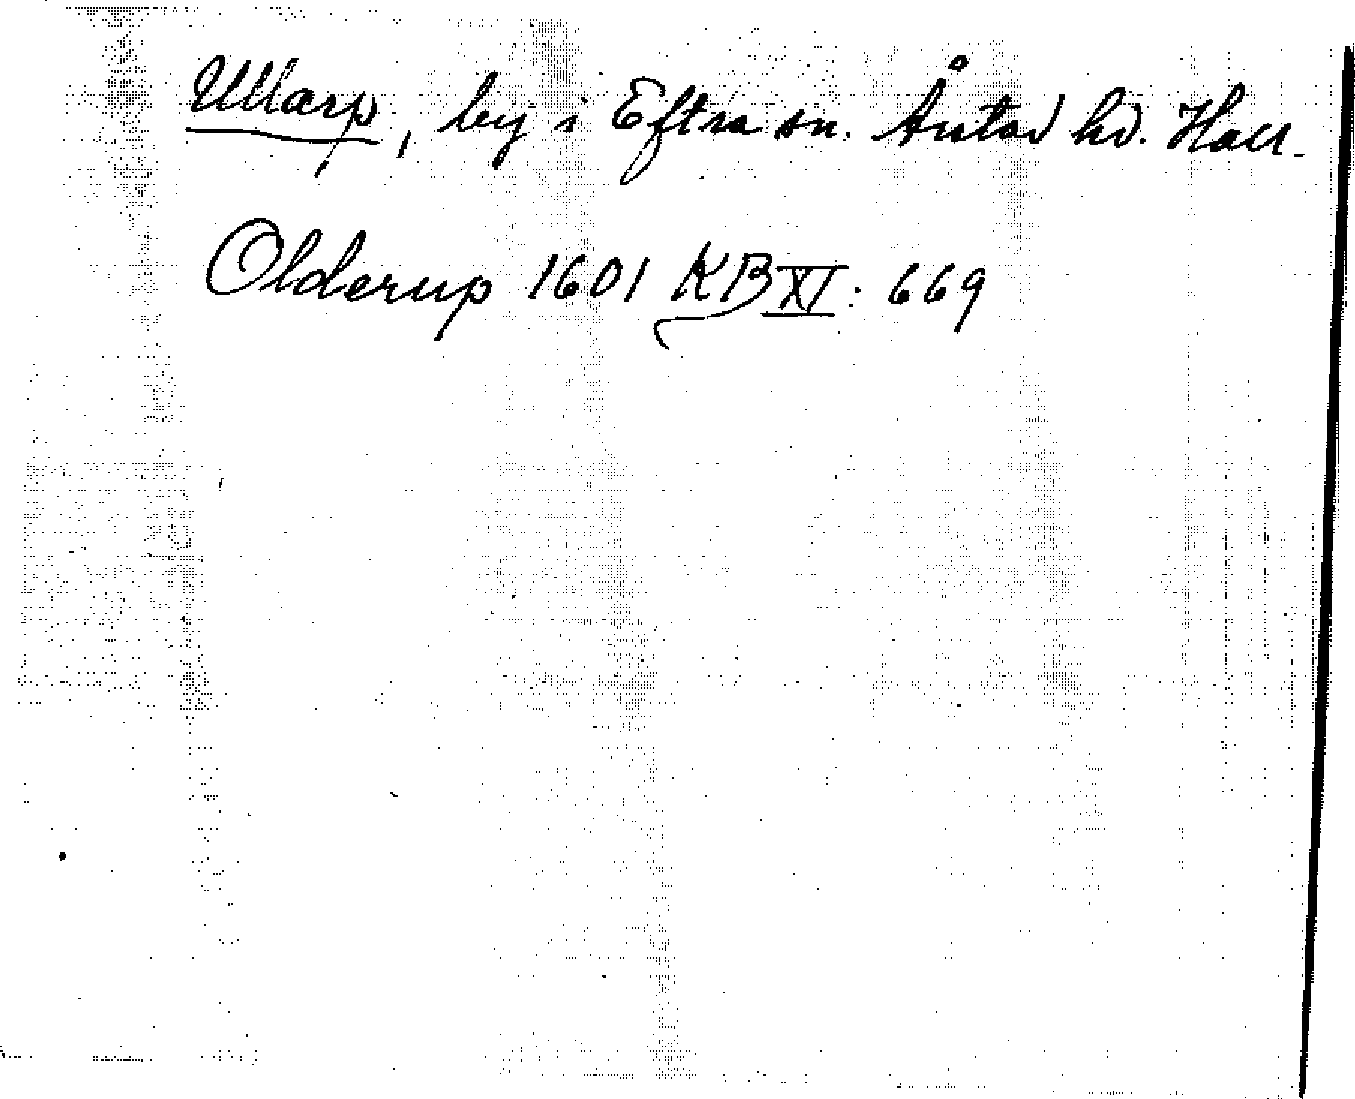 Ullarp, by i Eftra sn. Årstad hd. Hall.
Olderup 1601 KB XI: 669